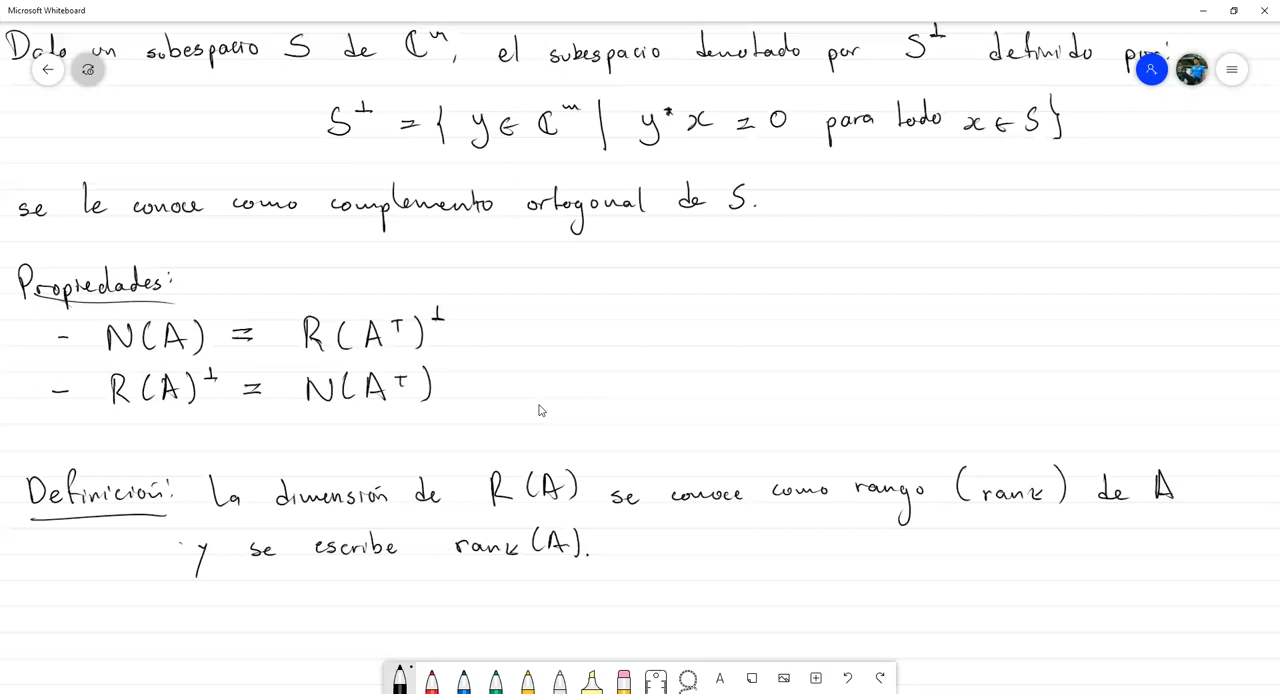 Microsoft Whiteboard
Dado un subespacio S de ℂᵐ, el subespacio denotado por S^⊥ definido por:
S^⊥ = { y ∈ ℂᵐ | y* x = 0 para todo x ∈ S }
se le conoce como complemento ortogonal de S.
Propiedades:
- N(A) = R(Aᵀ)^⊥
- R(A)^⊥ = N(Aᵀ)
Definición: La dimensión de R(A) se conoce como rango (rank) de A
y se escribe rank(A).
A